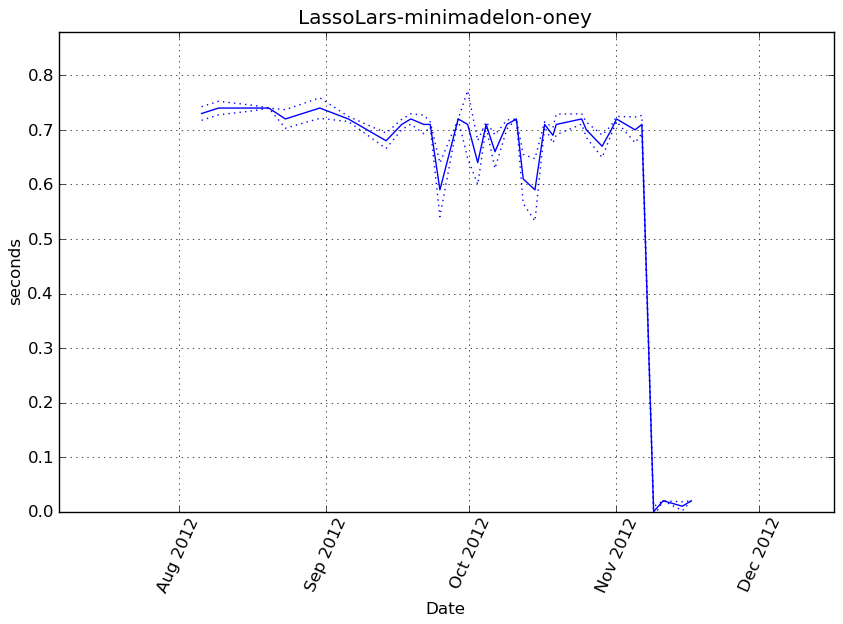 LassoLars-minimadelon-oney
0.8
0.7
0.6
0.5
0.4
0.3
0.2
0.1
0.0
seconds
Aug 2012
Sep 2012
Oct 2012
Nov 2012
Dec 2012
Date